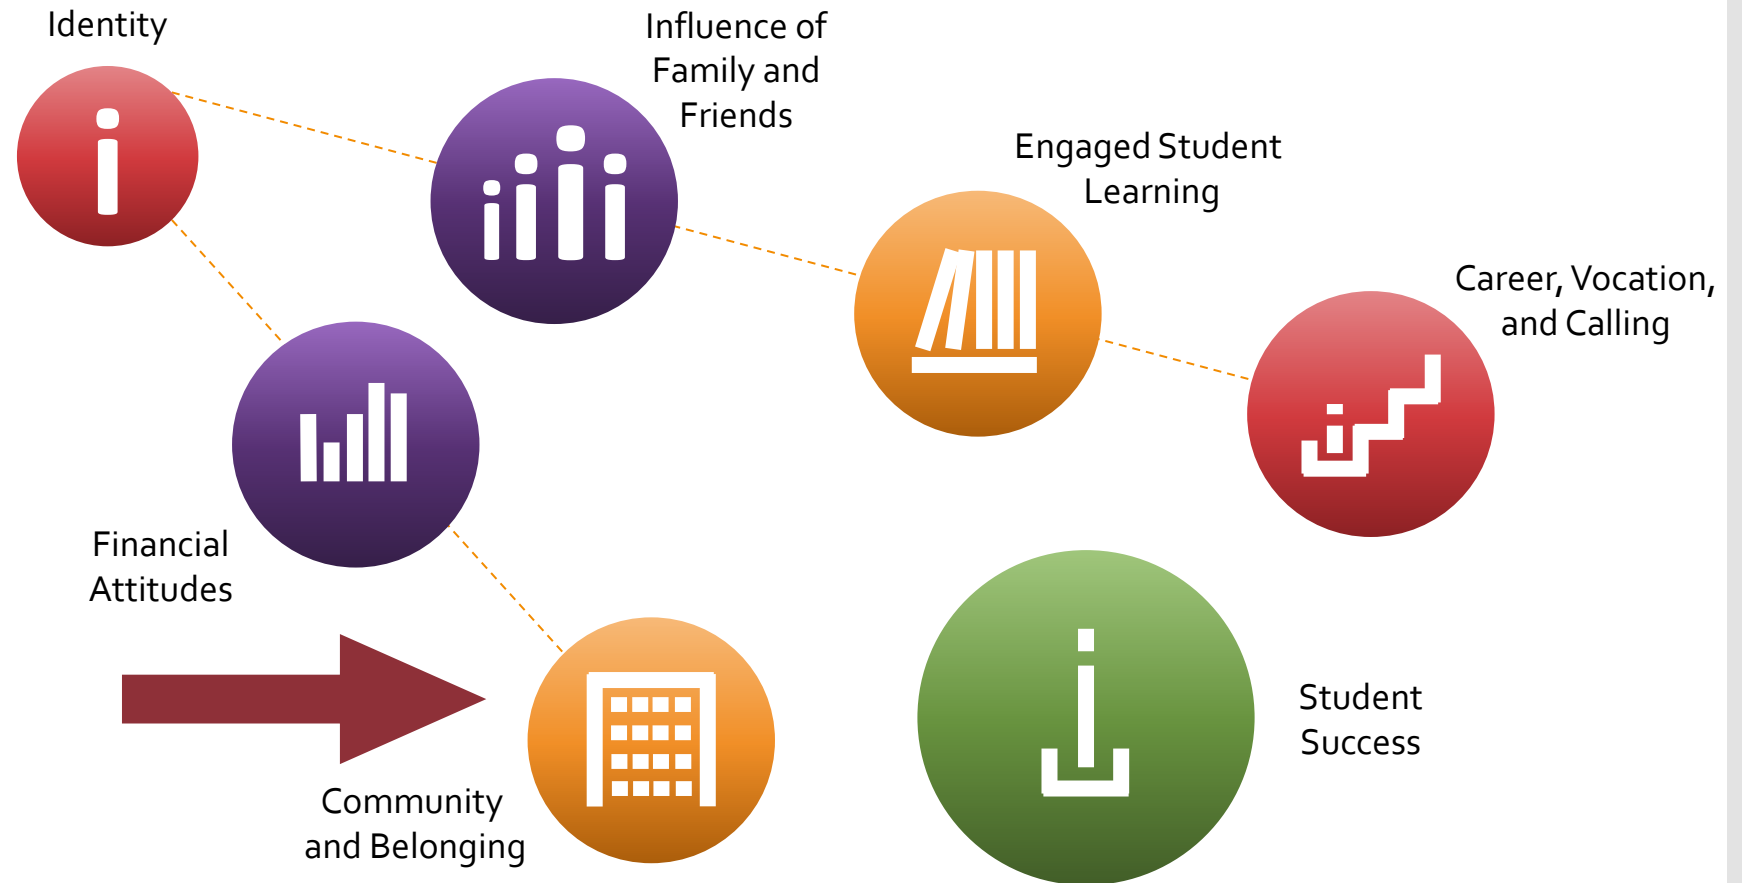 Identity
Influence of
Family and
Friends
Engaged Student
Learning
Career, Vocation,
and Calling
Financial
Attitudes
Community
and Belonging
Student
Success